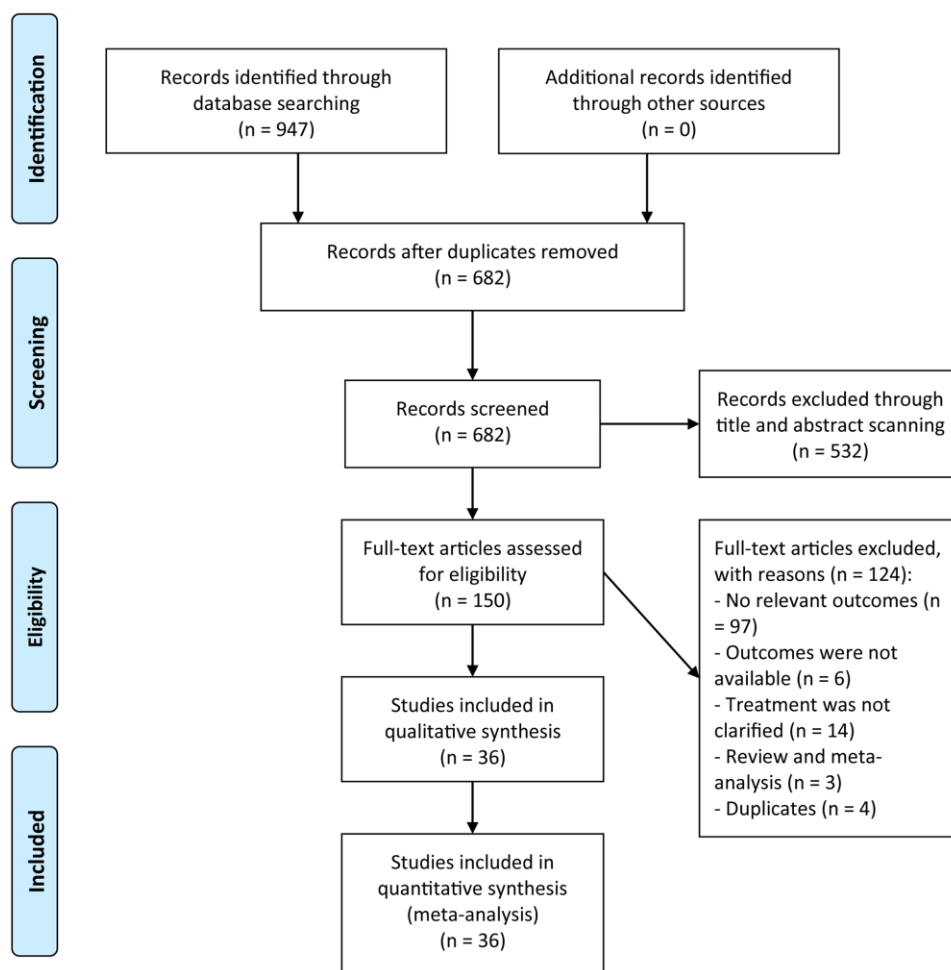 Identification
Records identified through
database searching
(n = 947)
Additional records identified
through other sources
(n = 0)
Records after duplicates removed
(n = 682)
Screening
Records screened
(n = 682)
Records excluded through
title and abstract scanning
(n = 532)
Eligibility
Full-text articles assessed
for eligibility
(n = 150)
Full-text articles excluded,
with reasons (n = 124):
- No relevant outcomes (n
= 97)
- Outcomes were not
available (n = 6)
- Treatment was not
clarified (n = 14)
- Review and meta-
analysis (n = 3)
- Duplicates (n = 4)
Studies included in
qualitative synthesis
(n = 36)
Included
Studies included in
quantitative synthesis
(meta-analysis)
(n = 36)